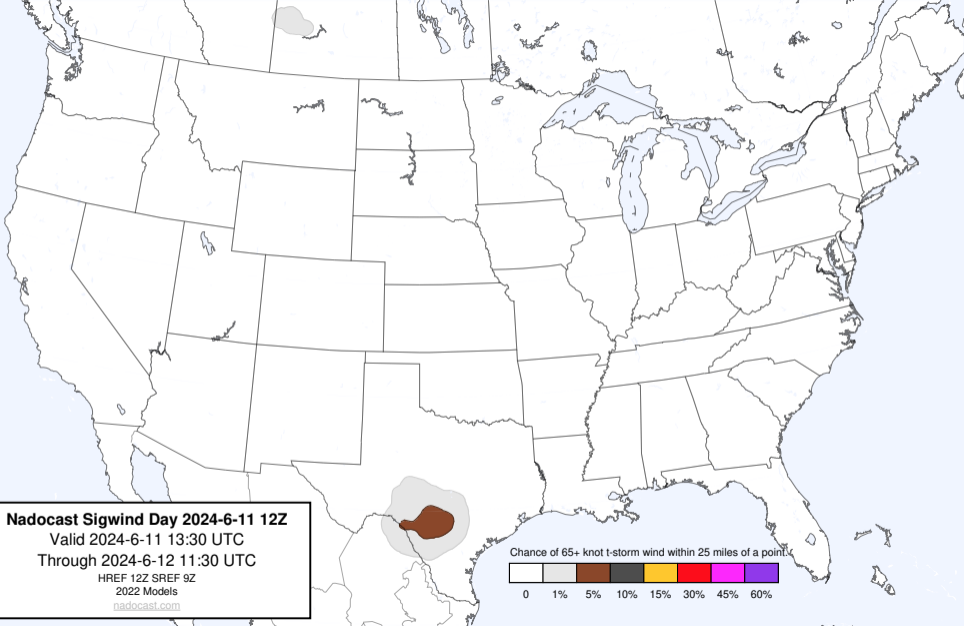 Nadocast Sigwind Day 2024-6-11 12Z
Valid 2024-6-11 13:30 UTC
Through 2024-6-12 11:30 UTC
HREF 12Z SREF 9Z
2022 Models
nadocast.com
Chance of 65+ knot t-storm wind within 25 miles of a point.
0 1% 5% 10% 15% 30% 45% 60%